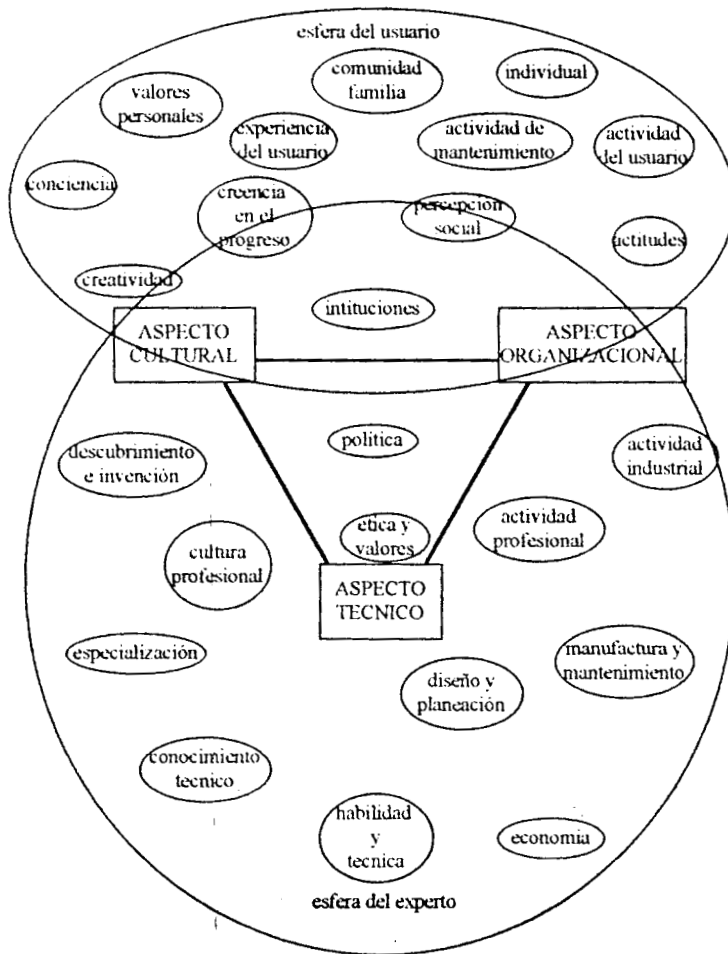 esfera del usuario
comunidad
familia
individual
valores
personales
experiencia
del usuario
actividad de
mantenimiento
actividad
del usuario
conciencia
creencia
en el
progreso
percepción
social
actitudes
creatividad
intituciones
ASPECTO
CULTURAL
ASPECTO
ORGANIZACIONAL
politica
descubrimiento
e invención
actividad
industrial
etica y
valores
actividad
profesional
cultura
profesional
ASPECTO
TECNICO
especialización
manufactura y
mantenimiento
diseño y
planeación
conocimiento
tecnico
habilidad
y
tecnica
economia
esfera del experto